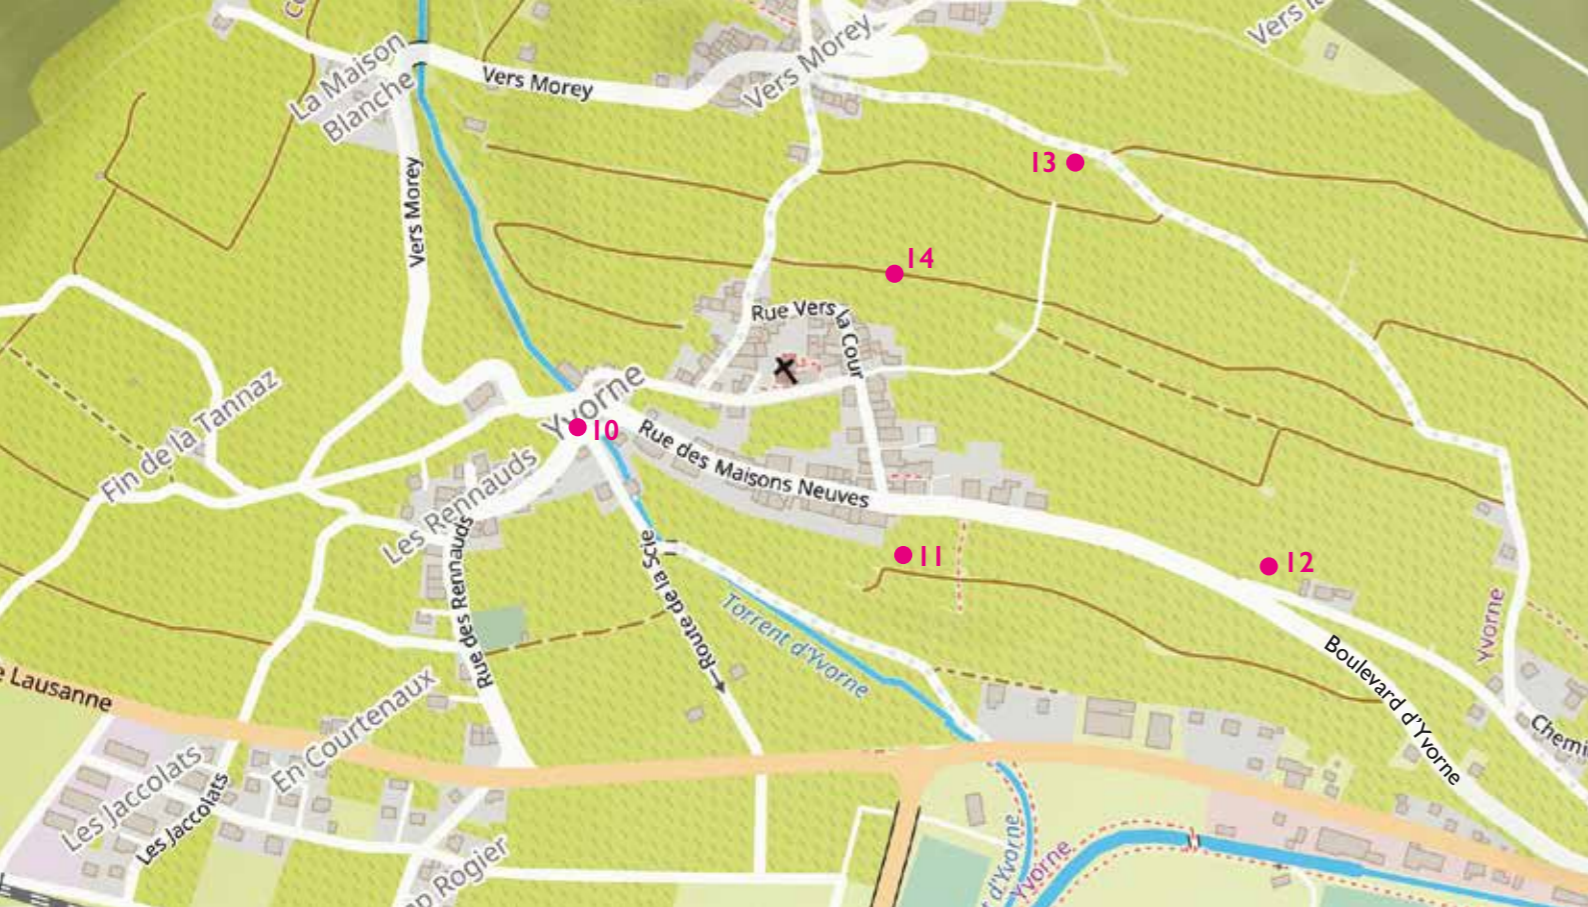 Vers Morey
La Maison
Blanche
Vers Morey
13
Vers Morey
14
Rue Vers la Cour
Yvorne
10
Fin de la Tannaz
Rue des Maisons Neuves
Les Rennauds
11
12
Route de la Scie
Rue des Rennauds
Torrent d'Yvorne
Yvorne
Boulevard d'Yvorne
Lausanne
En Courtenaux
Les Jaccolats
Les Jaccolats
d'Yvorne
Yvorne
Rogier